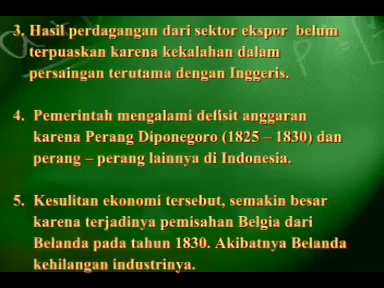 3. Hasil perdagangan dari sektor ekspor belum
terpuaskan karena kekalahan dalam
persaingan terutama dengan Inggeris.
4. Pemerintah mengalami defisit anggaran
karena Perang Diponegoro (1825 – 1830) dan
perang – perang lainnya di Indonesia.
5. Kesulitan ekonomi tersebut, semakin besar
karena terjadinya pemisahan Belgia dari
Belanda pada tahun 1830. Akibatnya Belanda
kehilangan industrinya.